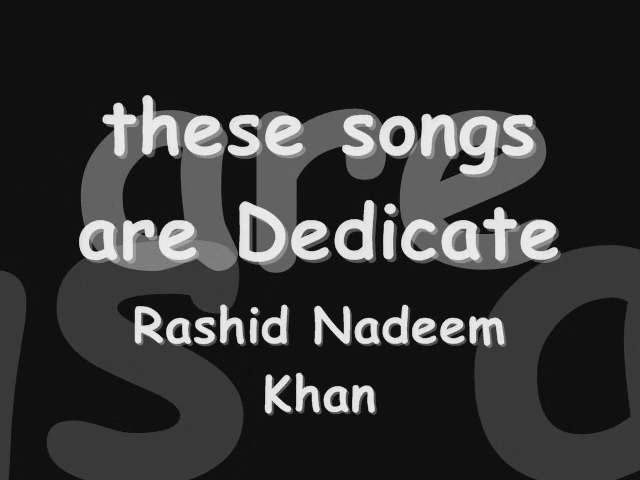 these songs
are Dedicate
Rashid Nadeem
Khan